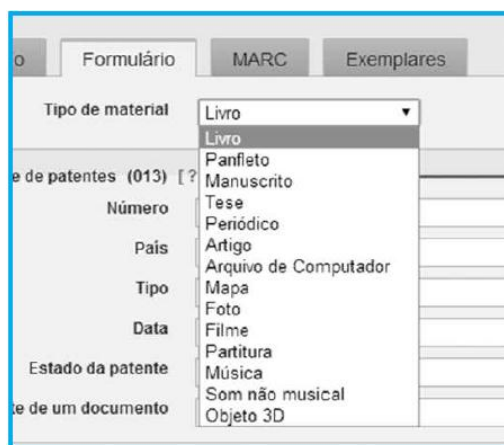 o Formulário MARC Exemplares
Tipo de material Livro
Livro
Panfleto
e de patentes (013) [ ? Manuscrito
Tese
Número Periódico
Artigo
País Arquivo de Computador
Tipo Mapa
Foto
Data Filme
Partitura
Estado da patente Música
Som não musical
te de um documento Objeto 3D